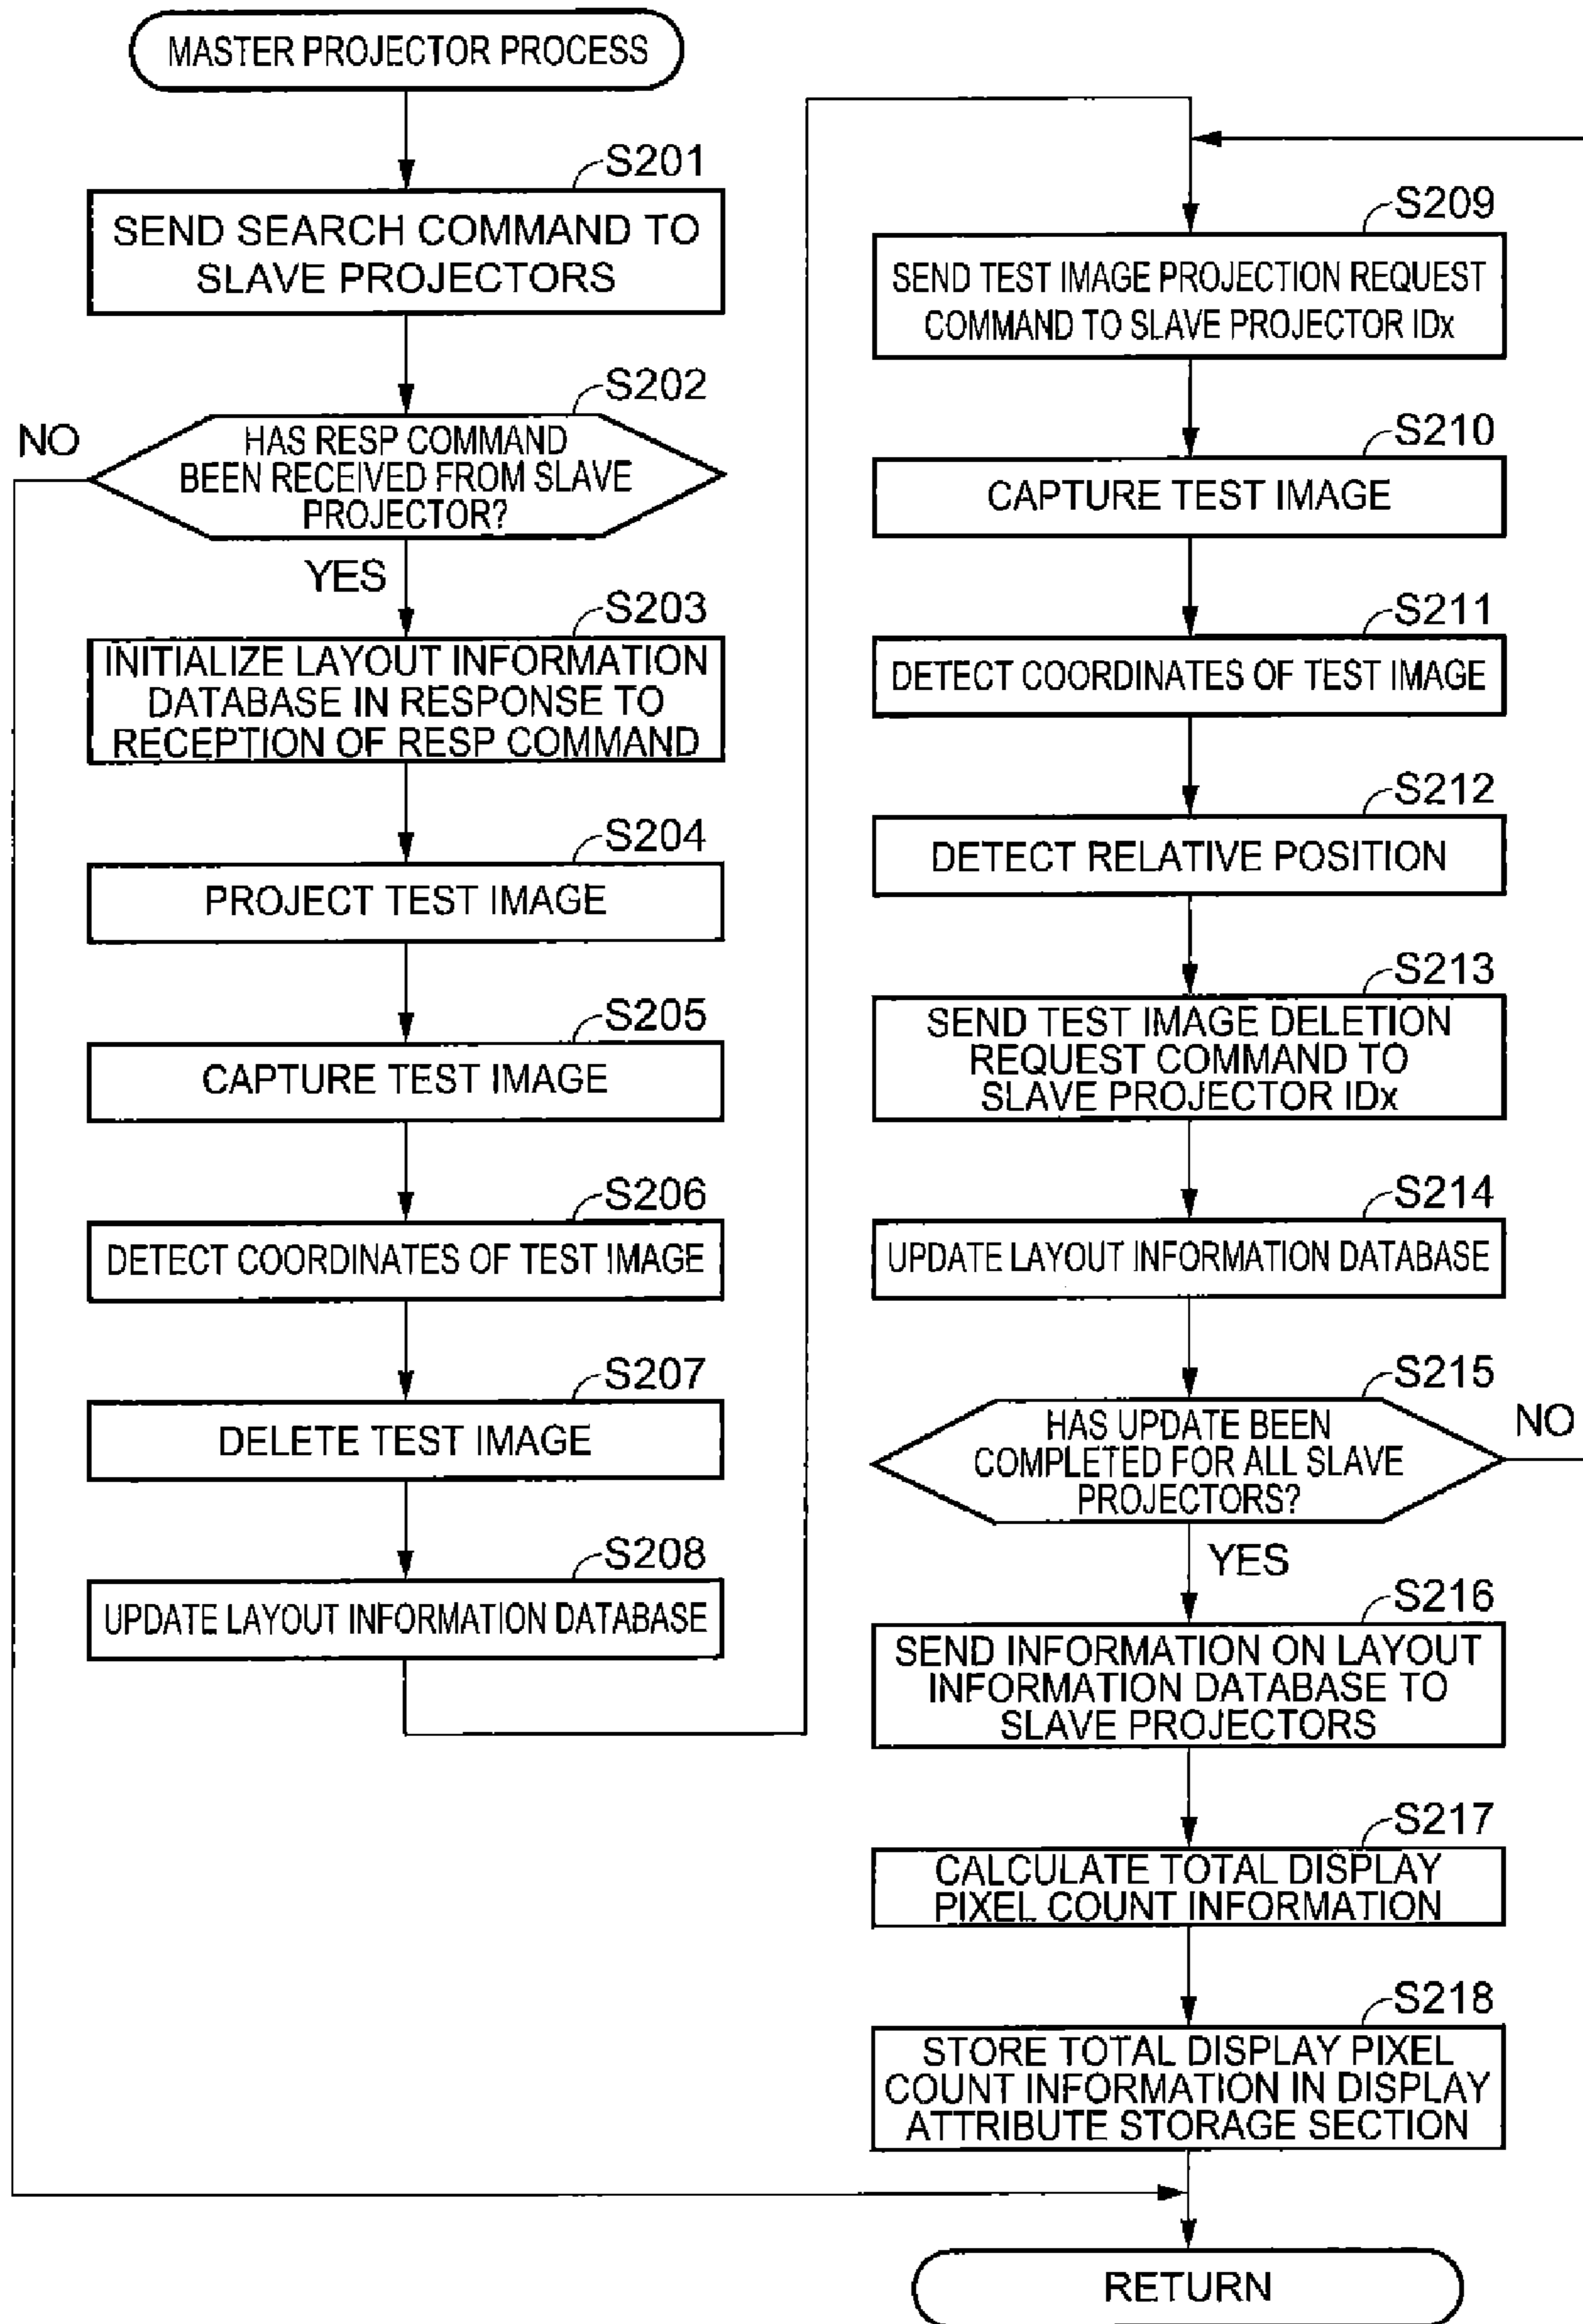 MASTER PROJECTOR PROCESS
S201
SEND SEARCH COMMAND TO
SLAVE PROJECTORS
S202
NO
HAS RESP COMMAND
BEEN RECEIVED FROM SLAVE
PROJECTOR?
YES
S203
INITIALIZE LAYOUT INFORMATION
DATABASE IN RESPONSE TO
RECEPTION OF RESP COMMAND
S204
PROJECT TEST IMAGE
S205
CAPTURE TEST IMAGE
S206
DETECT COORDINATES OF TEST IMAGE
S207
DELETE TEST IMAGE
S208
UPDATE LAYOUT INFORMATION DATABASE
S209
SEND TEST IMAGE PROJECTION REQUEST
COMMAND TO SLAVE PROJECTOR IDx
S210
CAPTURE TEST IMAGE
S211
DETECT COORDINATES OF TEST IMAGE
S212
DETECT RELATIVE POSITION
S213
SEND TEST IMAGE DELETION
REQUEST COMMAND TO
SLAVE PROJECTOR IDx
S214
UPDATE LAYOUT INFORMATION DATABASE
S215
HAS UPDATE BEEN
COMPLETED FOR ALL SLAVE
PROJECTORS?
NO
YES
S216
SEND INFORMATION ON LAYOUT
INFORMATION DATABASE TO
SLAVE PROJECTORS
S217
CALCULATE TOTAL DISPLAY
PIXEL COUNT INFORMATION
S218
STORE TOTAL DISPLAY PIXEL
COUNT INFORMATION IN DISPLAY
ATTRIBUTE STORAGE SECTION
RETURN